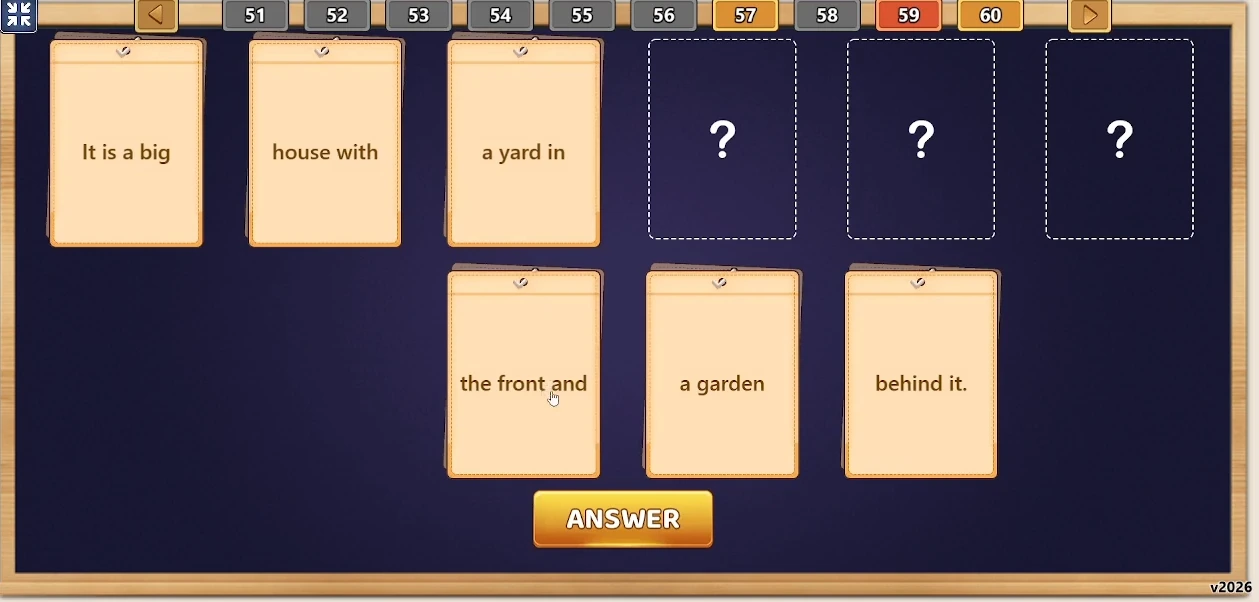 51 52 53 54 55 56 57 58 59 60
It is a big
house with
a yard in
?
?
?
the front and
a garden
behind it.
ANSWER
v2026